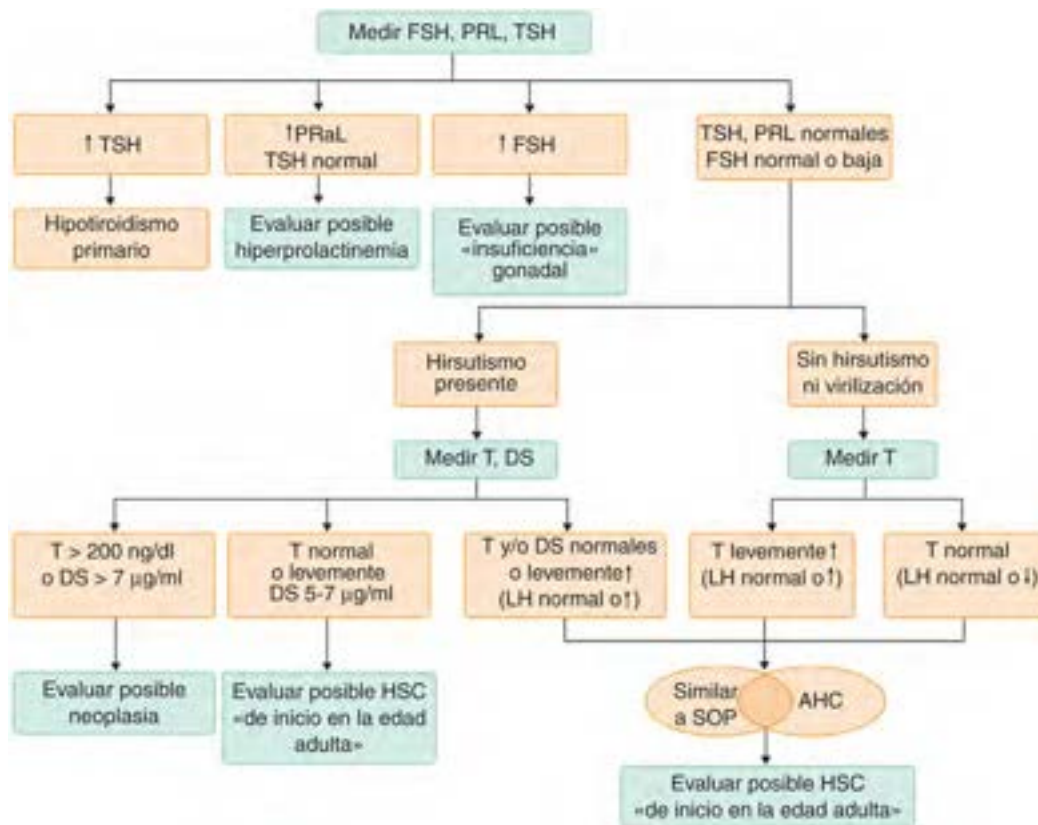 Medir FSH, PRL, TSH
↑ TSH
↑PRaL
TSH normal
↑ FSH
TSH, PRL normales
FSH normal o baja
Hipotiroidismo
primario
Evaluar posible
hiperprolactinemia
Evaluar posible
«insuficiencia»
gonadal
Hirsutismo
presente
Sin hirsutismo
ni virilización
Medir T, DS
Medir T
T > 200 ng/dl
o DS > 7 µg/ml
T normal
o levemente
DS 5-7 µg/ml
T y/o DS normales
o levemente↑
(LH normal o↑)
T levemente↑
(LH normal o↑)
T normal
(LH normal o↓)
Evaluar posible
neoplasia
Evaluar posible HSC
«de inicio en la edad
adulta»
Similar
a SOP
AHC
Evaluar posible HSC
«de inicio en la edad adulta»